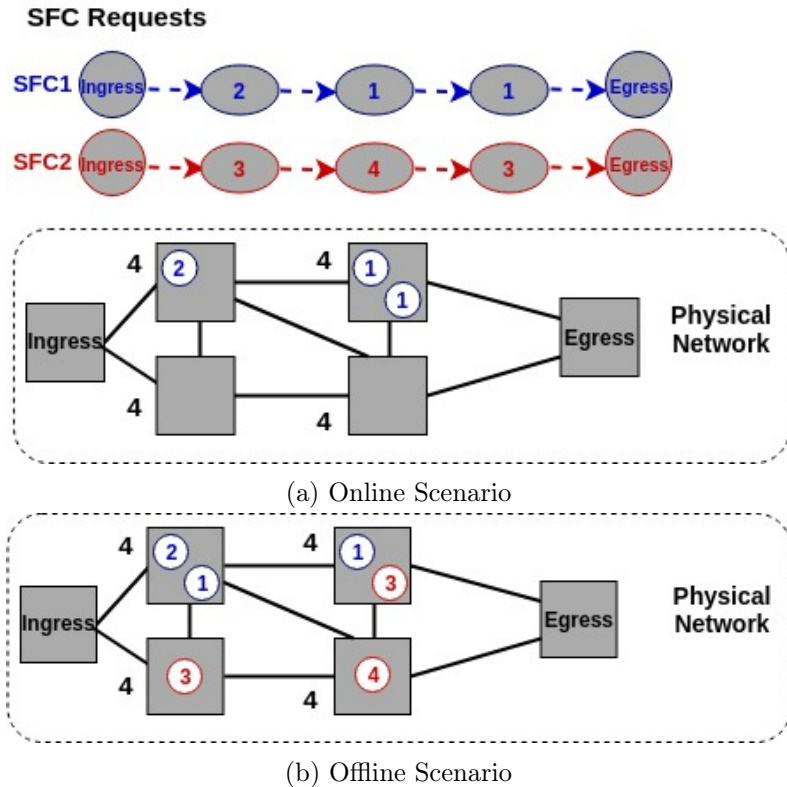 SFC Requests
SFC1 Ingress 2 1 1 Egress
SFC2 Ingress 3 4 3 Egress
4 2 4 1
1
Ingress Egress Physical
Network
4 4
(a) Online Scenario
4 2 4 1
1 3
Ingress Egress Physical
Network
3 4
4 4
(b) Offline Scenario